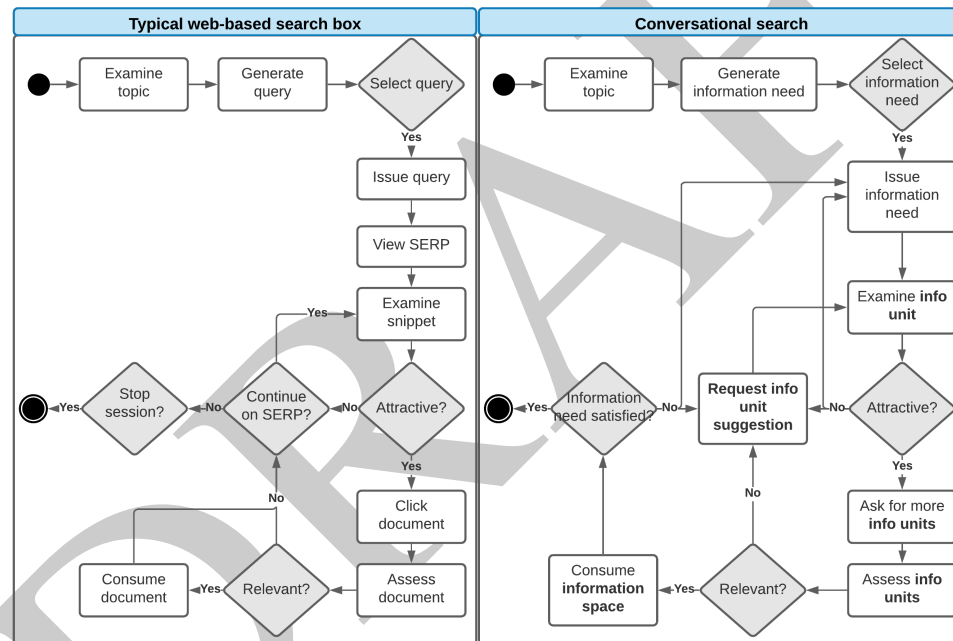 Typical web-based search box
Examine
topic
Generate
query
Select query
Yes
Issue query
View SERP
Examine
snippet
Yes
Stop
session?
Yes
Continue
on SERP?
No
No
Attractive?
Yes
Click
document
No
Consume
document
Yes
Relevant?
Assess
document
Conversational search
Examine
topic
Generate
information need
Select
information
need
Yes
Issue
information
need
Examine info
unit
Yes
Information
need satisfied?
No
Request info
unit
suggestion
No
Attractive?
Yes
Ask for more
info units
No
Consume
information
space
Yes
Relevant?
Assess info
units
DRAF